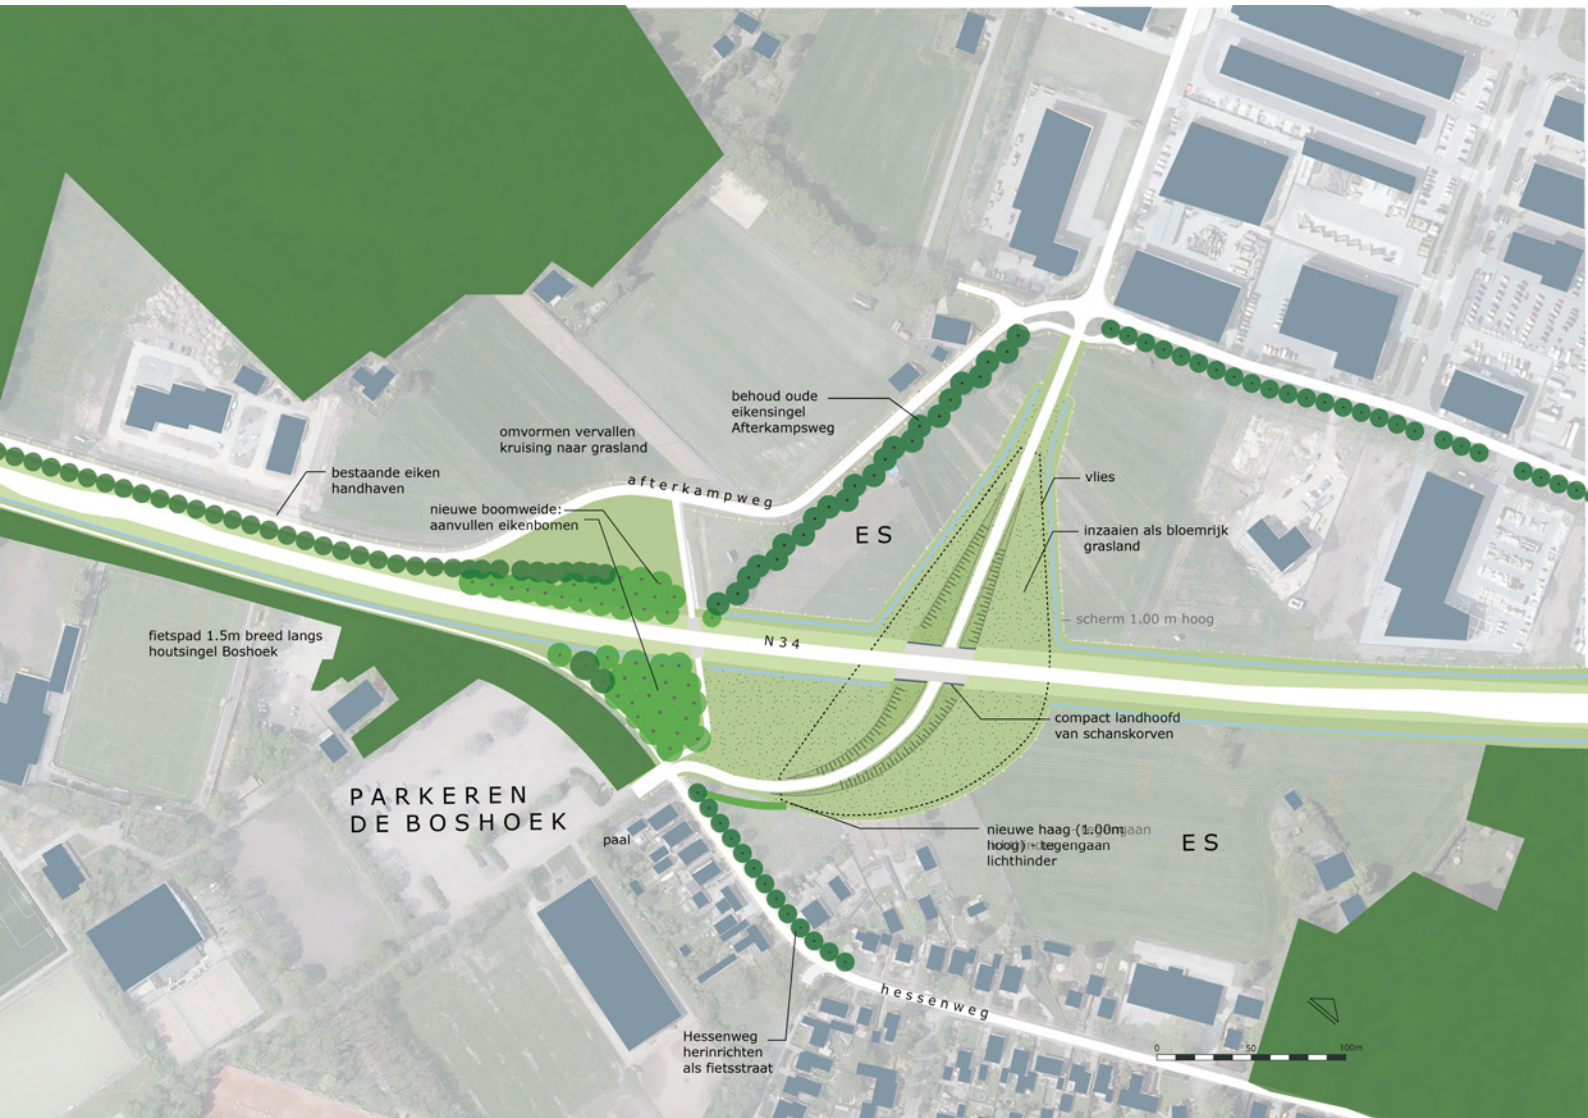 behoud oude
eikensingel
Afterkampsweg
omvormen vervallen
kruising naar grasland
bestaande eiken
handhaven
afterkampweg
vlies
nieuwe boomweide:
aanvullen eikenbomen
ES
inzaaien als bloemrijk
grasland
scherm 1.00 m hoog
fietspad 1.5m breed langs
houtsingel Boshoek
N34
compact landhoofd
van schanskorven
PARKEREN
DE BOSHOEK
paal
nieuwe haag (1.00m
hoog) - tegengaan
lichthinder
ES
hessenweg
Hessenweg
herinrichten
als fietsstraat
0 50 100m